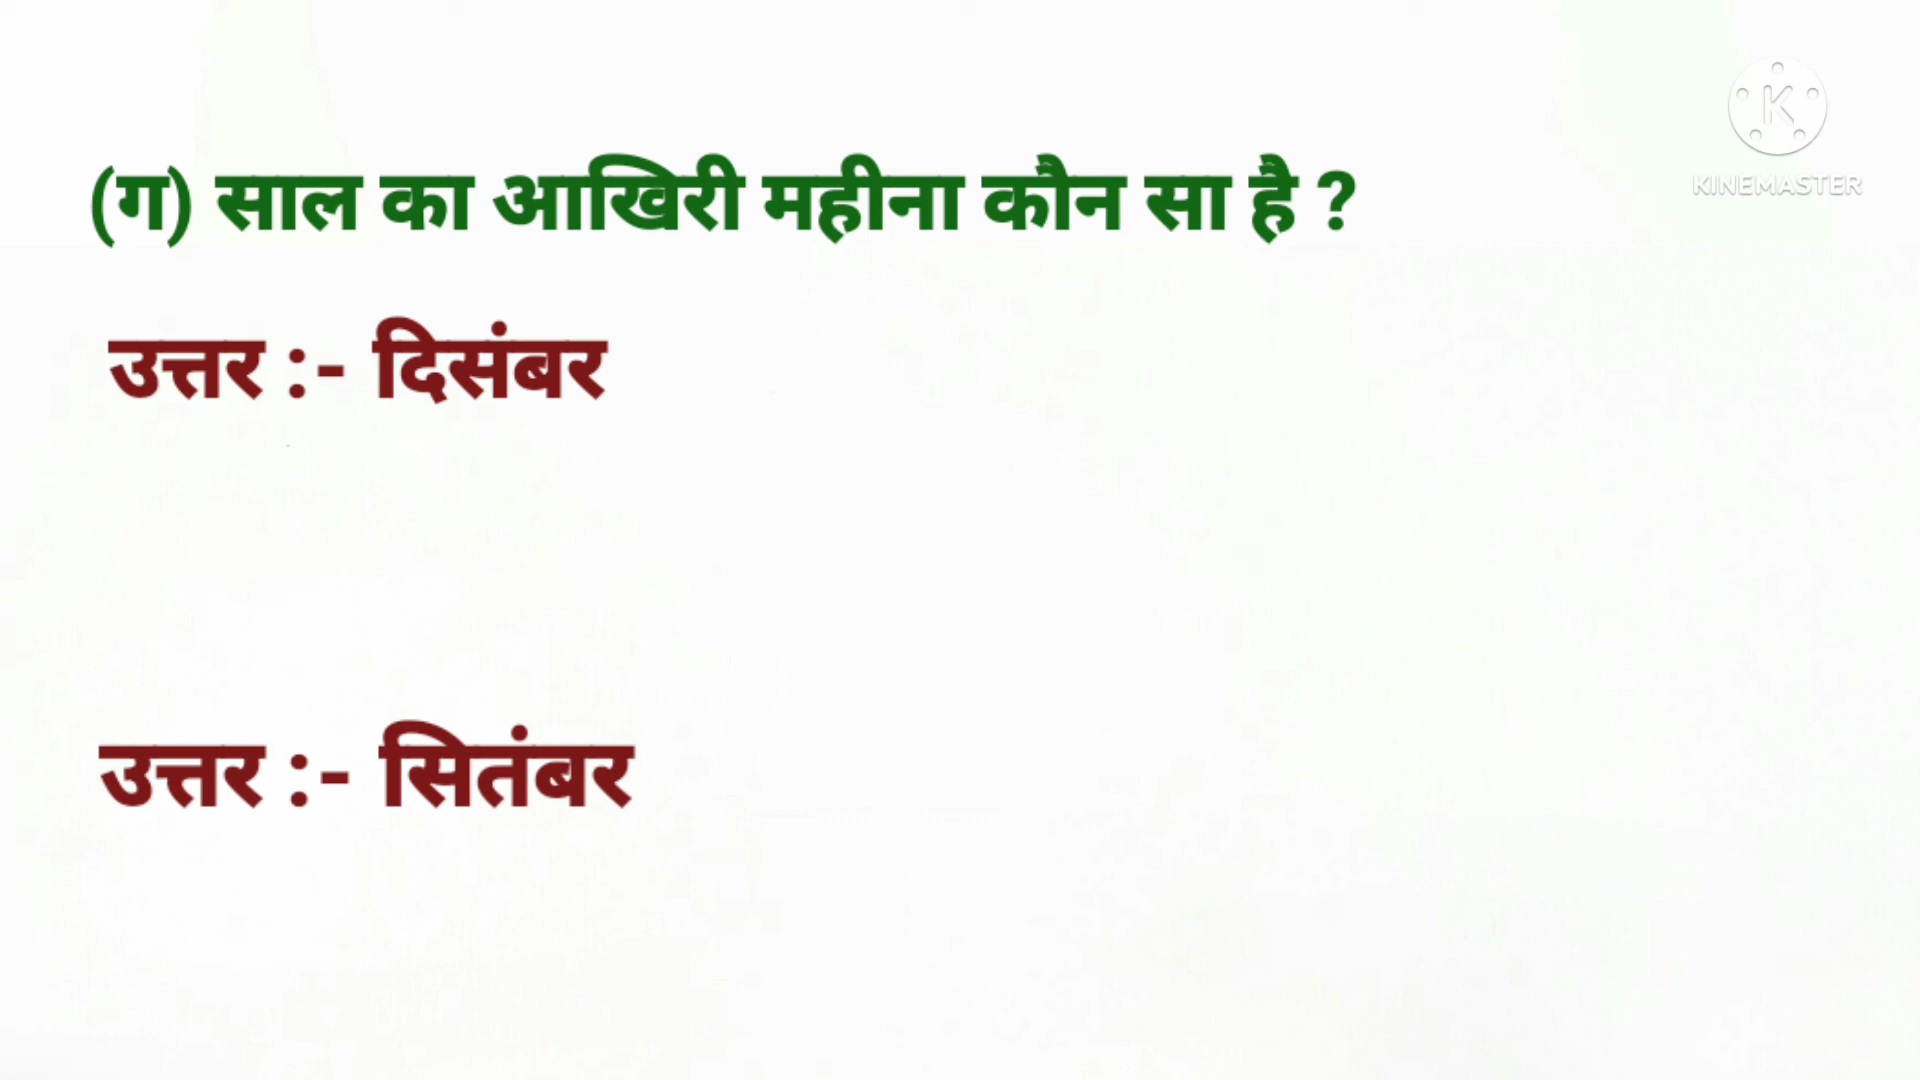 (ग) साल का आखिरी महीना कौन सा है ?
K
KINEMASTER
उत्तर :- दिसंबर
उत्तर :- सितंबर